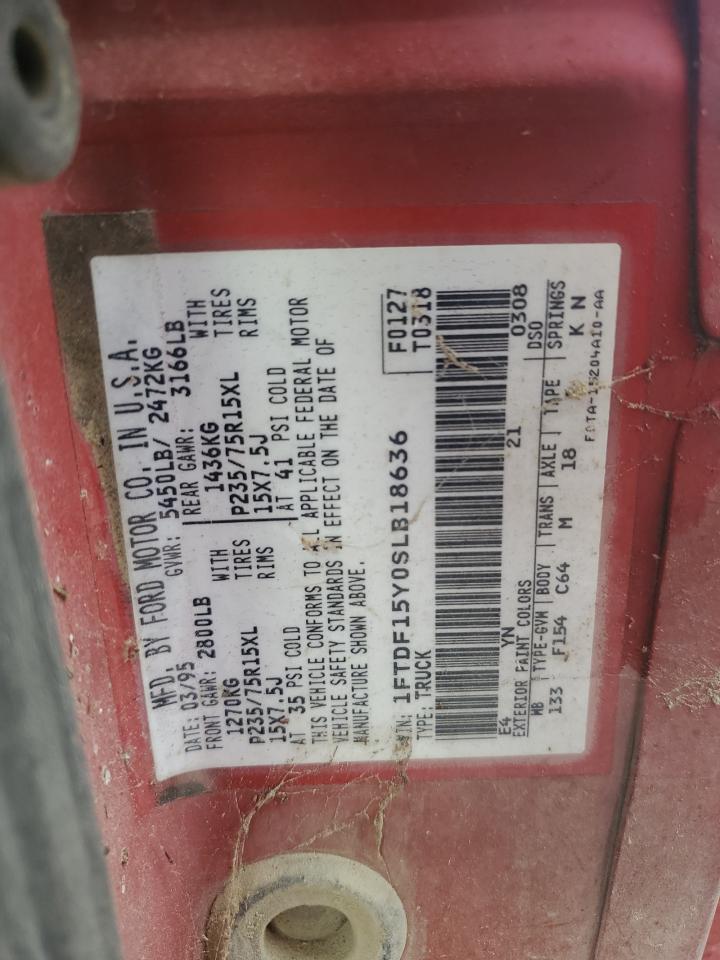 MFD. BY FORD MOTOR CO. IN U.S.A.
DATE: 03/95 GVWR: 5450LB/ 2472KG
FRONT GAWR: 2800LB REAR GAWR: 3166LB
1270KG WITH 1436KG WITH
P235/75R15XL TIRES P235/75R15XL TIRES
15X7.5J RIMS 15X7.5J RIMS
AT 35 PSI COLD AT 41 PSI COLD
THIS VEHICLE CONFORMS TO ALL APPLICABLE FEDERAL MOTOR
VEHICLE SAFETY STANDARDS IN EFFECT ON THE DATE OF
MANUFACTURE SHOWN ABOVE.
VIN: 1FTDF15Y0SLB18636 F0127
TYPE: TRUCK T0318
E4 YN 21 0308
EXTERIOR PAINT COLORS DSO
WB TYPE-GVM BODY TRANS AXLE TAPE SPRINGS
133 F154 C64 M 18 K N
15204A10-AA